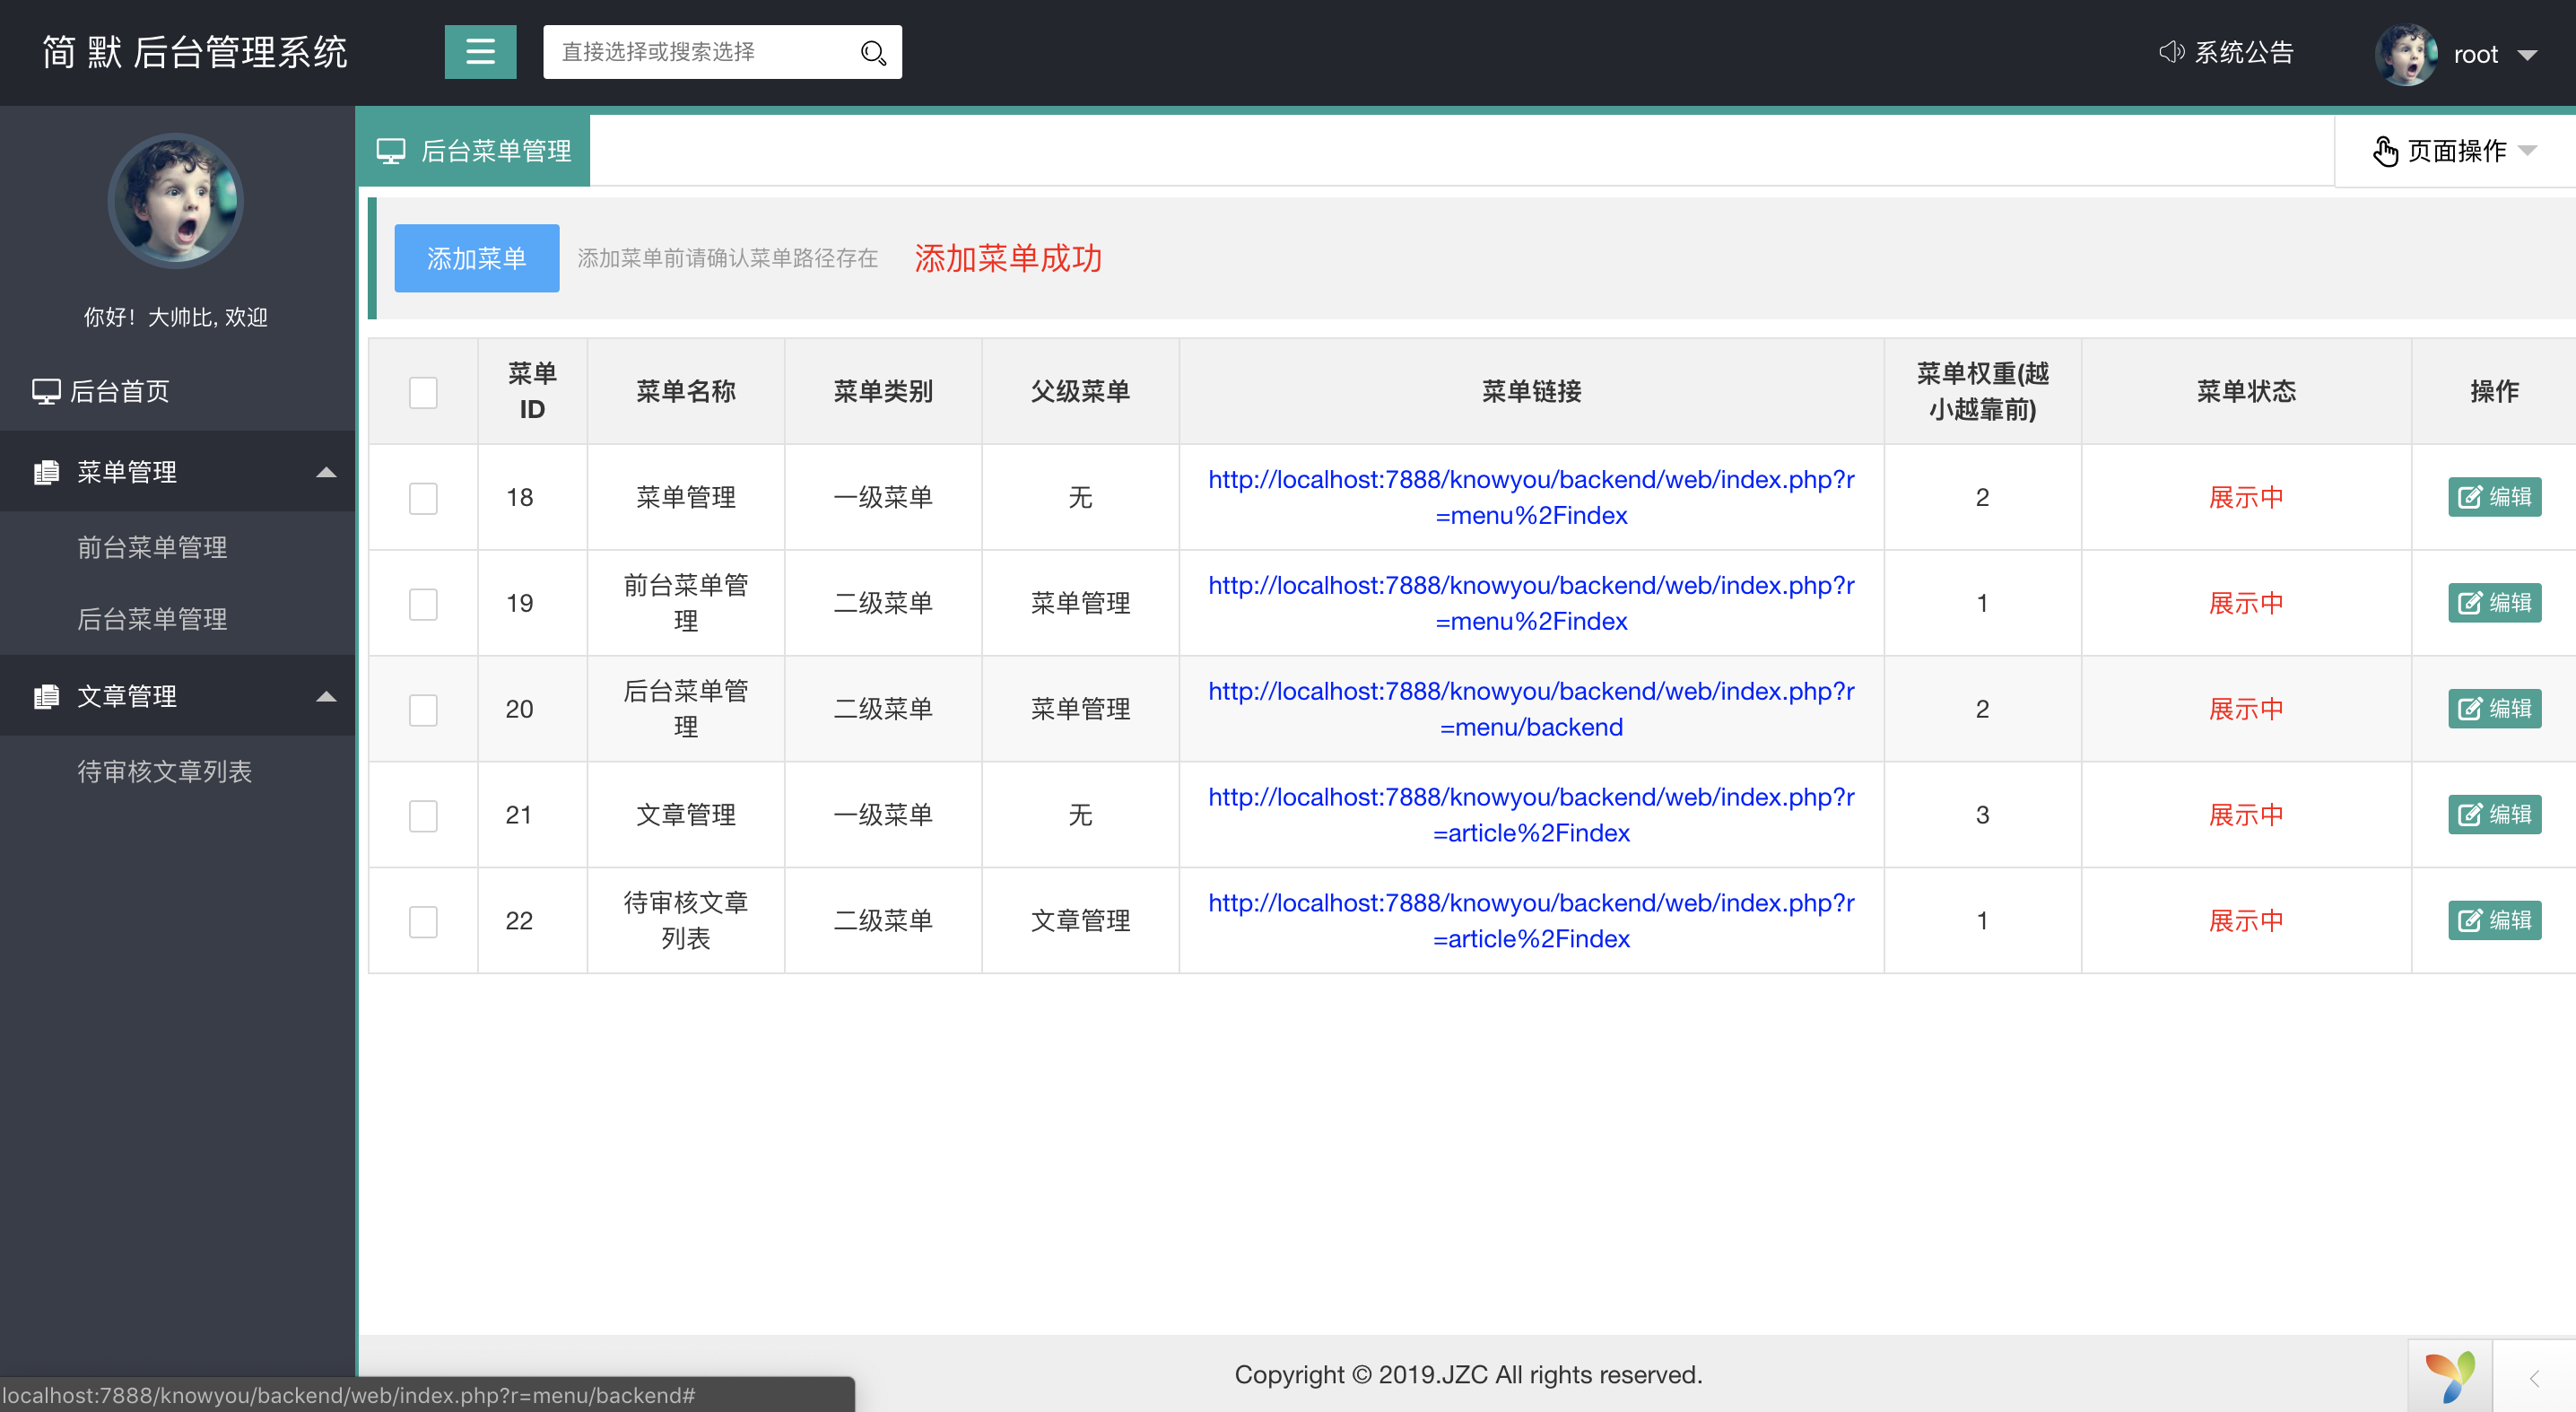 简 默 后台管理系统
直接选择或搜索选择
系统公告
root
后台菜单管理
页面操作
你好！大帅比, 欢迎
后台首页
菜单管理
前台菜单管理
后台菜单管理
文章管理
待审核文章列表
添加菜单
添加菜单前请确认菜单路径存在
添加菜单成功
菜单
ID
菜单名称
菜单类别
父级菜单
菜单链接
菜单权重(越
小越靠前)
菜单状态
操作
18
菜单管理
一级菜单
无
http://localhost:7888/knowyou/backend/web/index.php?r
=menu%2Findex
2
展示中
编辑
19
前台菜单管
理
二级菜单
菜单管理
http://localhost:7888/knowyou/backend/web/index.php?r
=menu%2Findex
1
展示中
编辑
20
后台菜单管
理
二级菜单
菜单管理
http://localhost:7888/knowyou/backend/web/index.php?r
=menu/backend
2
展示中
编辑
21
文章管理
一级菜单
无
http://localhost:7888/knowyou/backend/web/index.php?r
=article%2Findex
3
展示中
编辑
22
待审核文章
列表
二级菜单
文章管理
http://localhost:7888/knowyou/backend/web/index.php?r
=article%2Findex
1
展示中
编辑
Copyright © 2019.JZC All rights reserved.
localhost:7888/knowyou/backend/web/index.php?r=menu/backend#